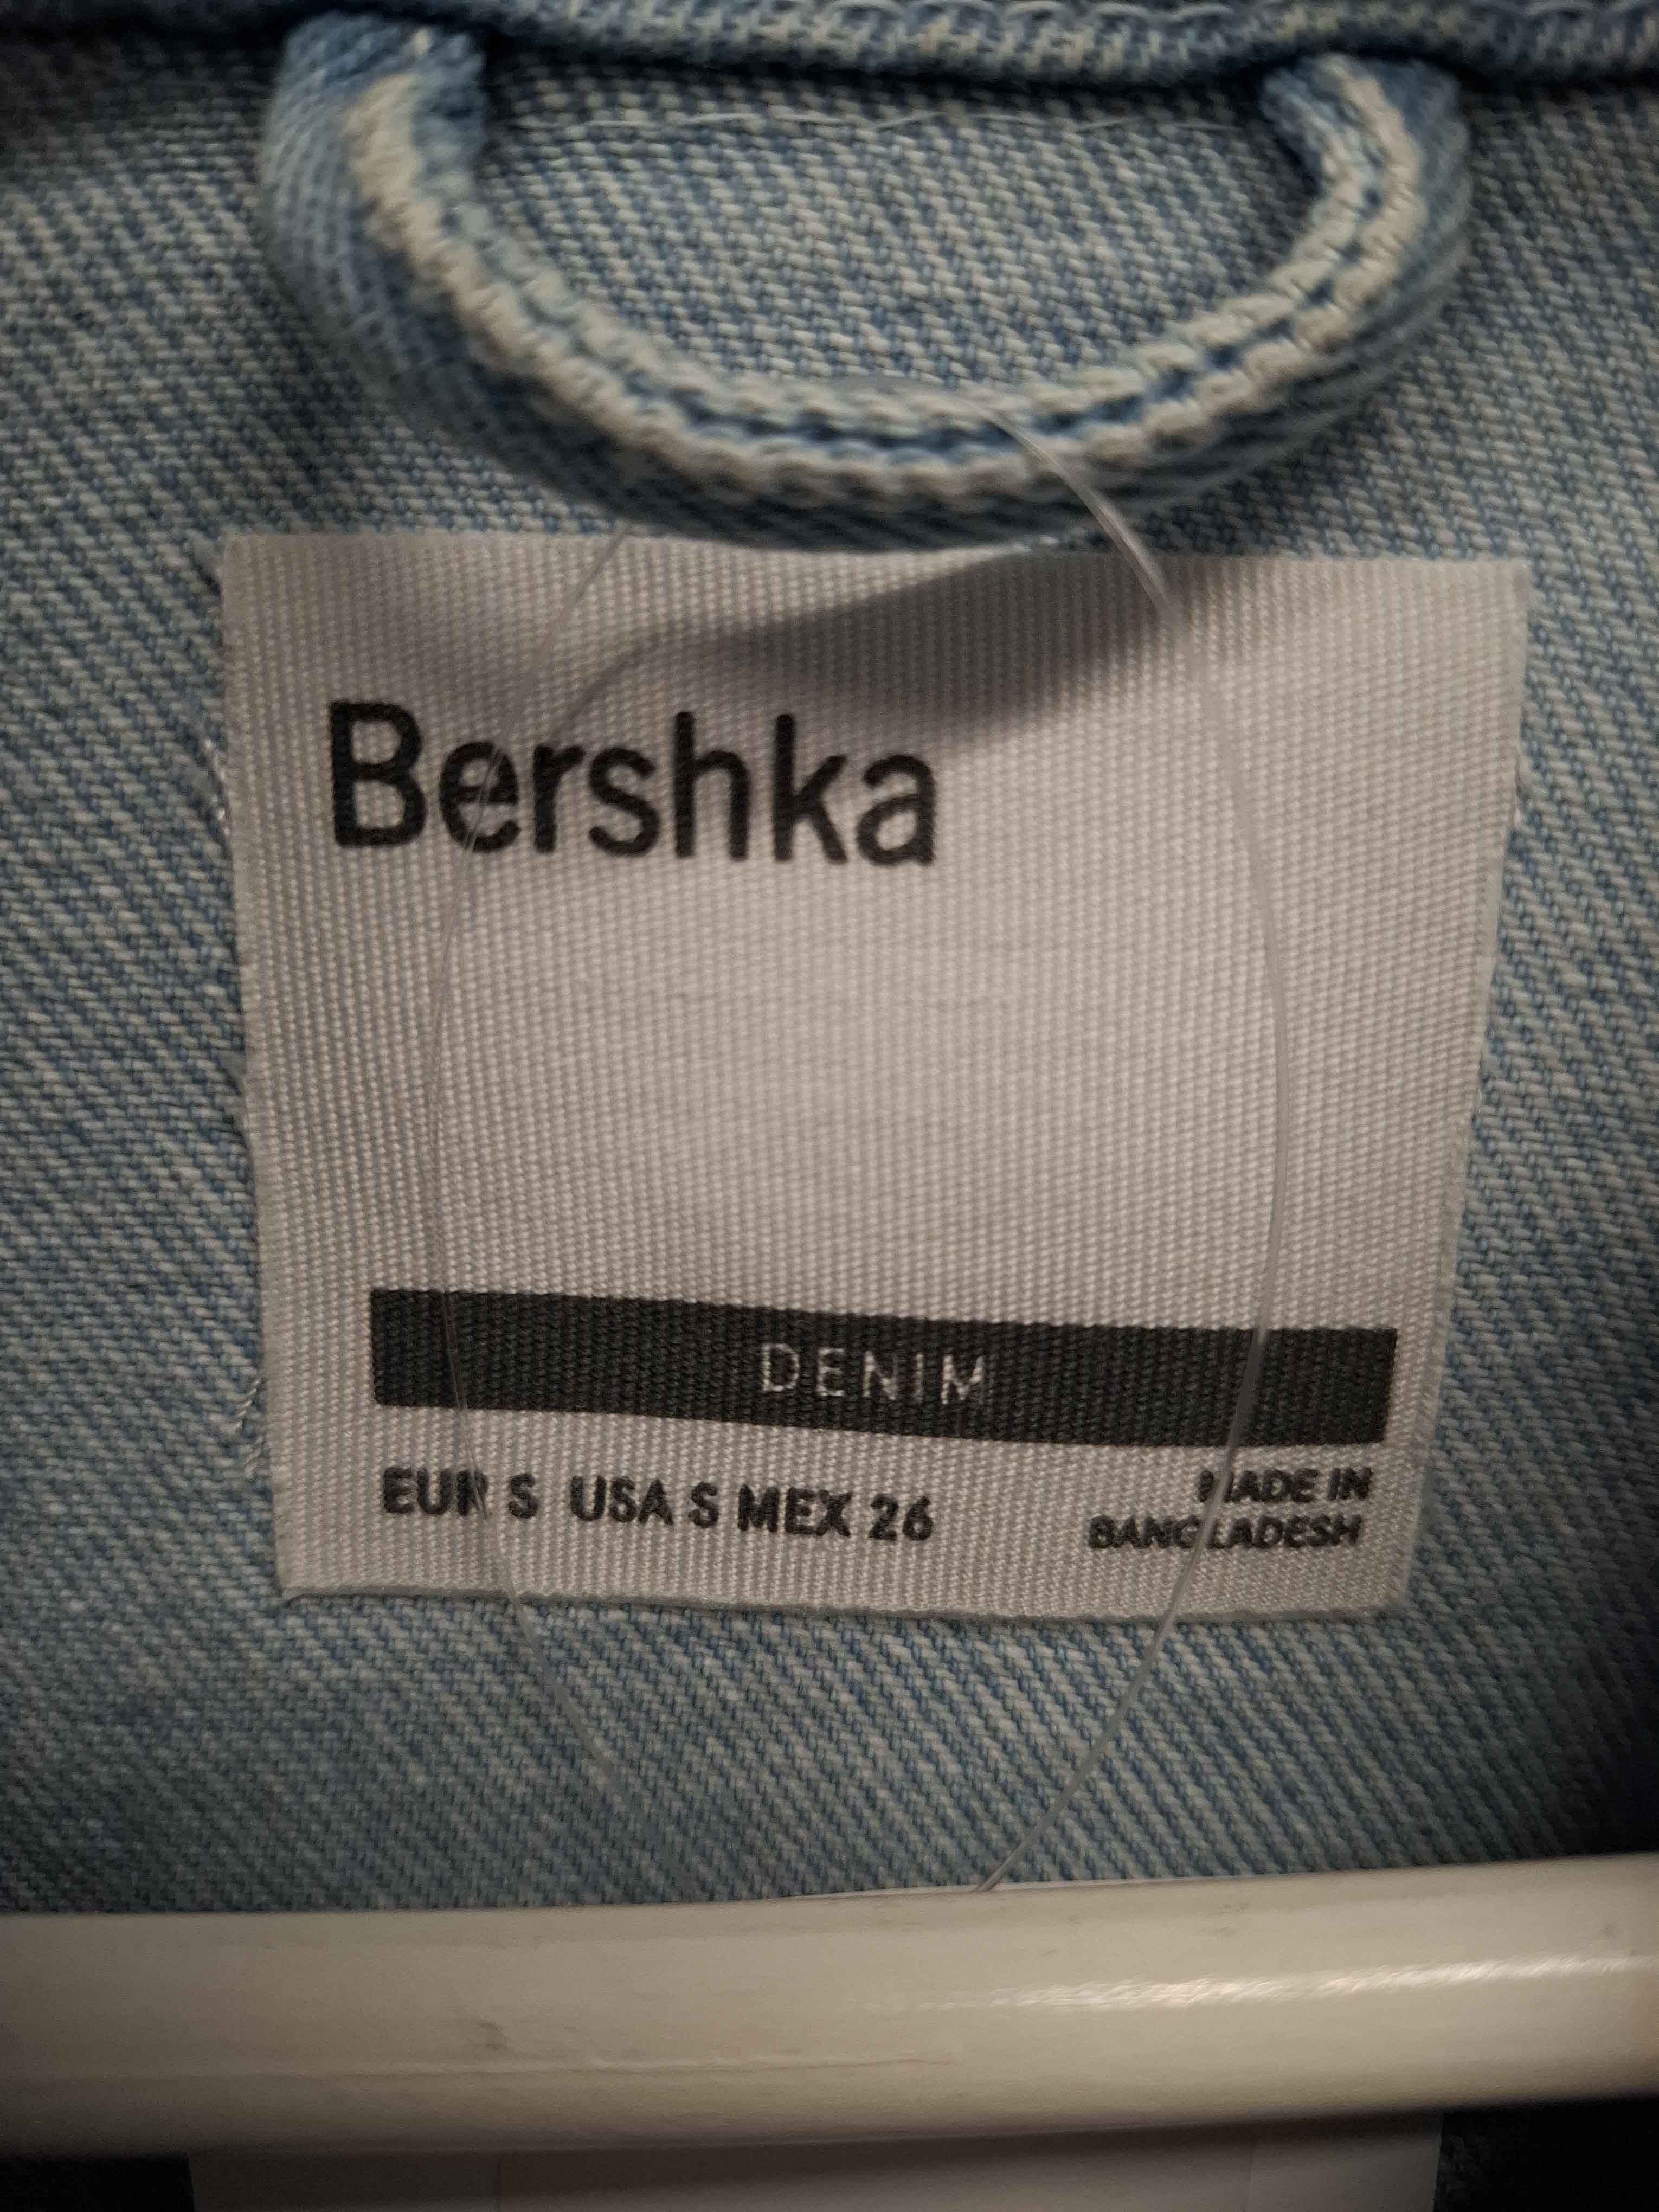 Bershka
DENIM
EUR S USA S MEX 26
MADE IN
BANGLADESH